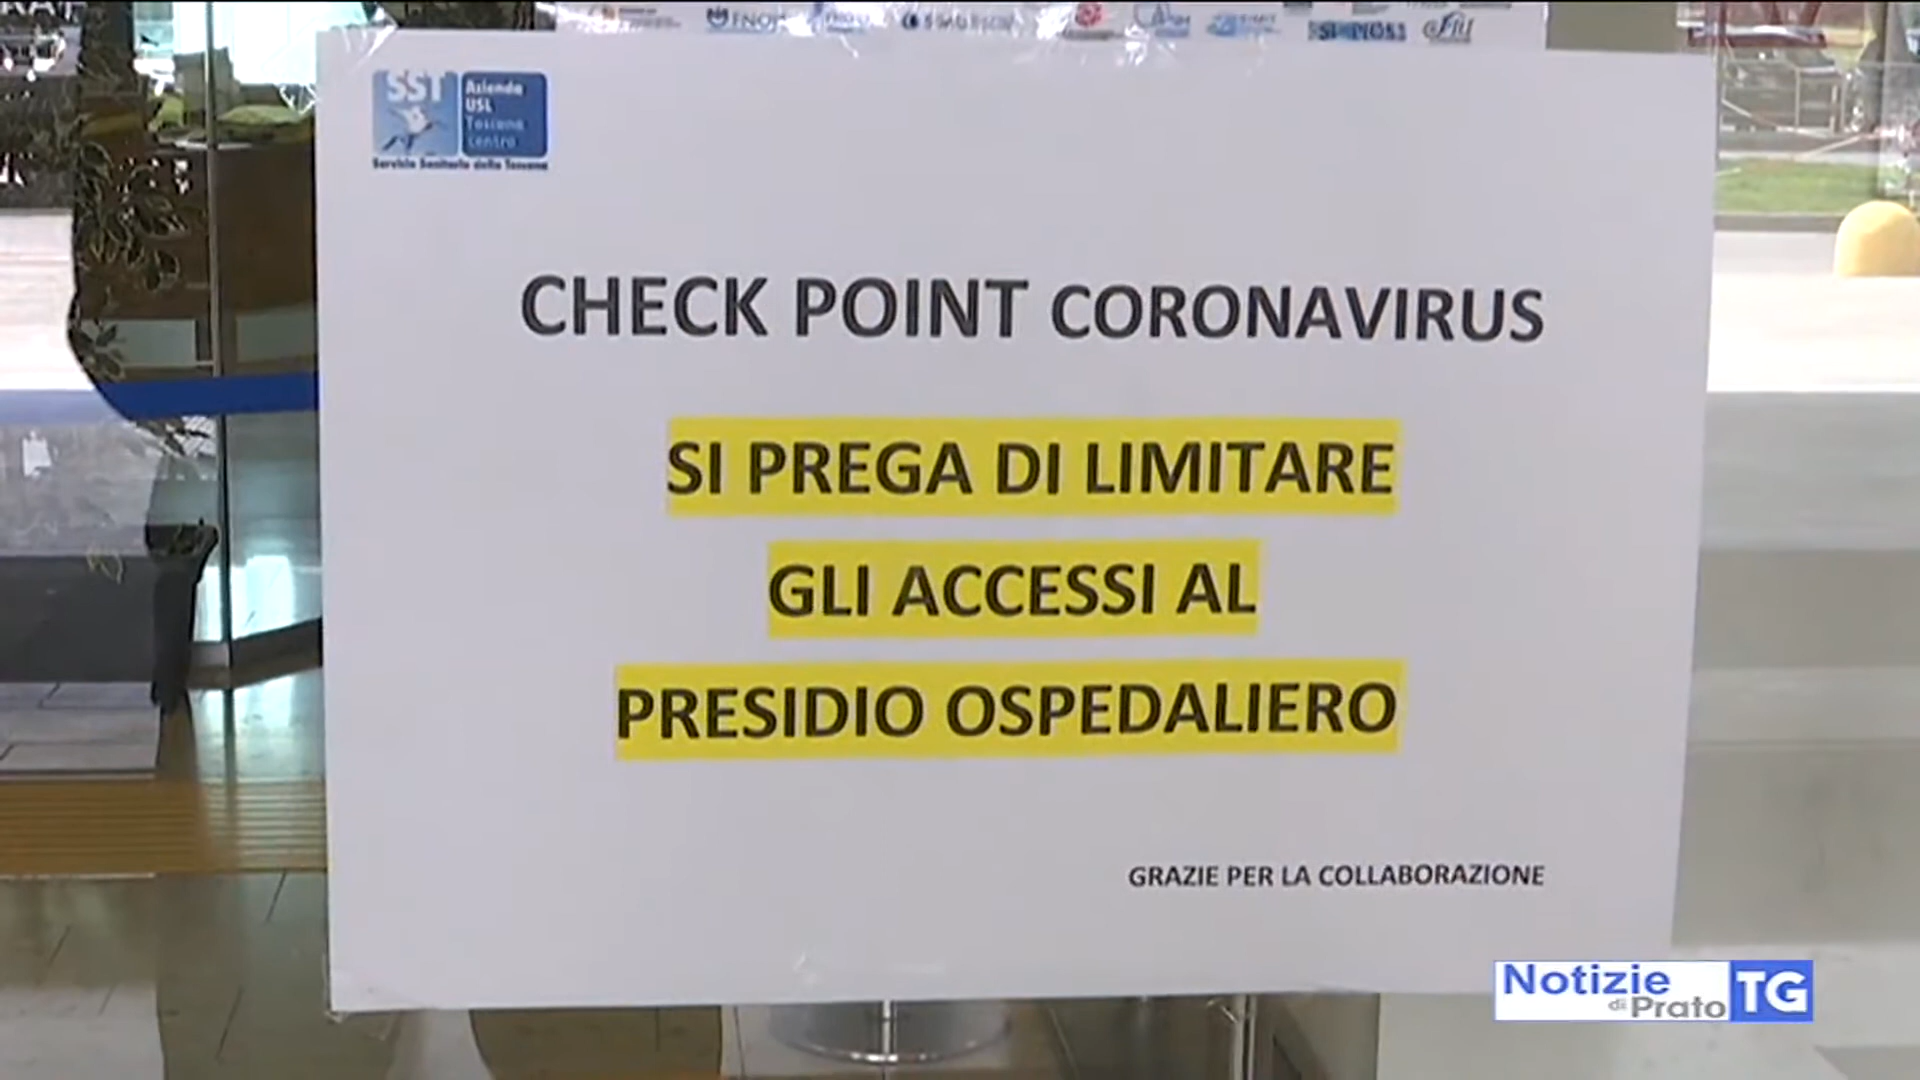 SST
Azienda
USL
Toscana
centro
Servizio Sanitario della Toscana
CHECK POINT CORONAVIRUS
SI PREGA DI LIMITARE
GLI ACCESSI AL
PRESIDIO OSPEDALIERO
GRAZIE PER LA COLLABORAZIONE
Notizie
di Prato
TG